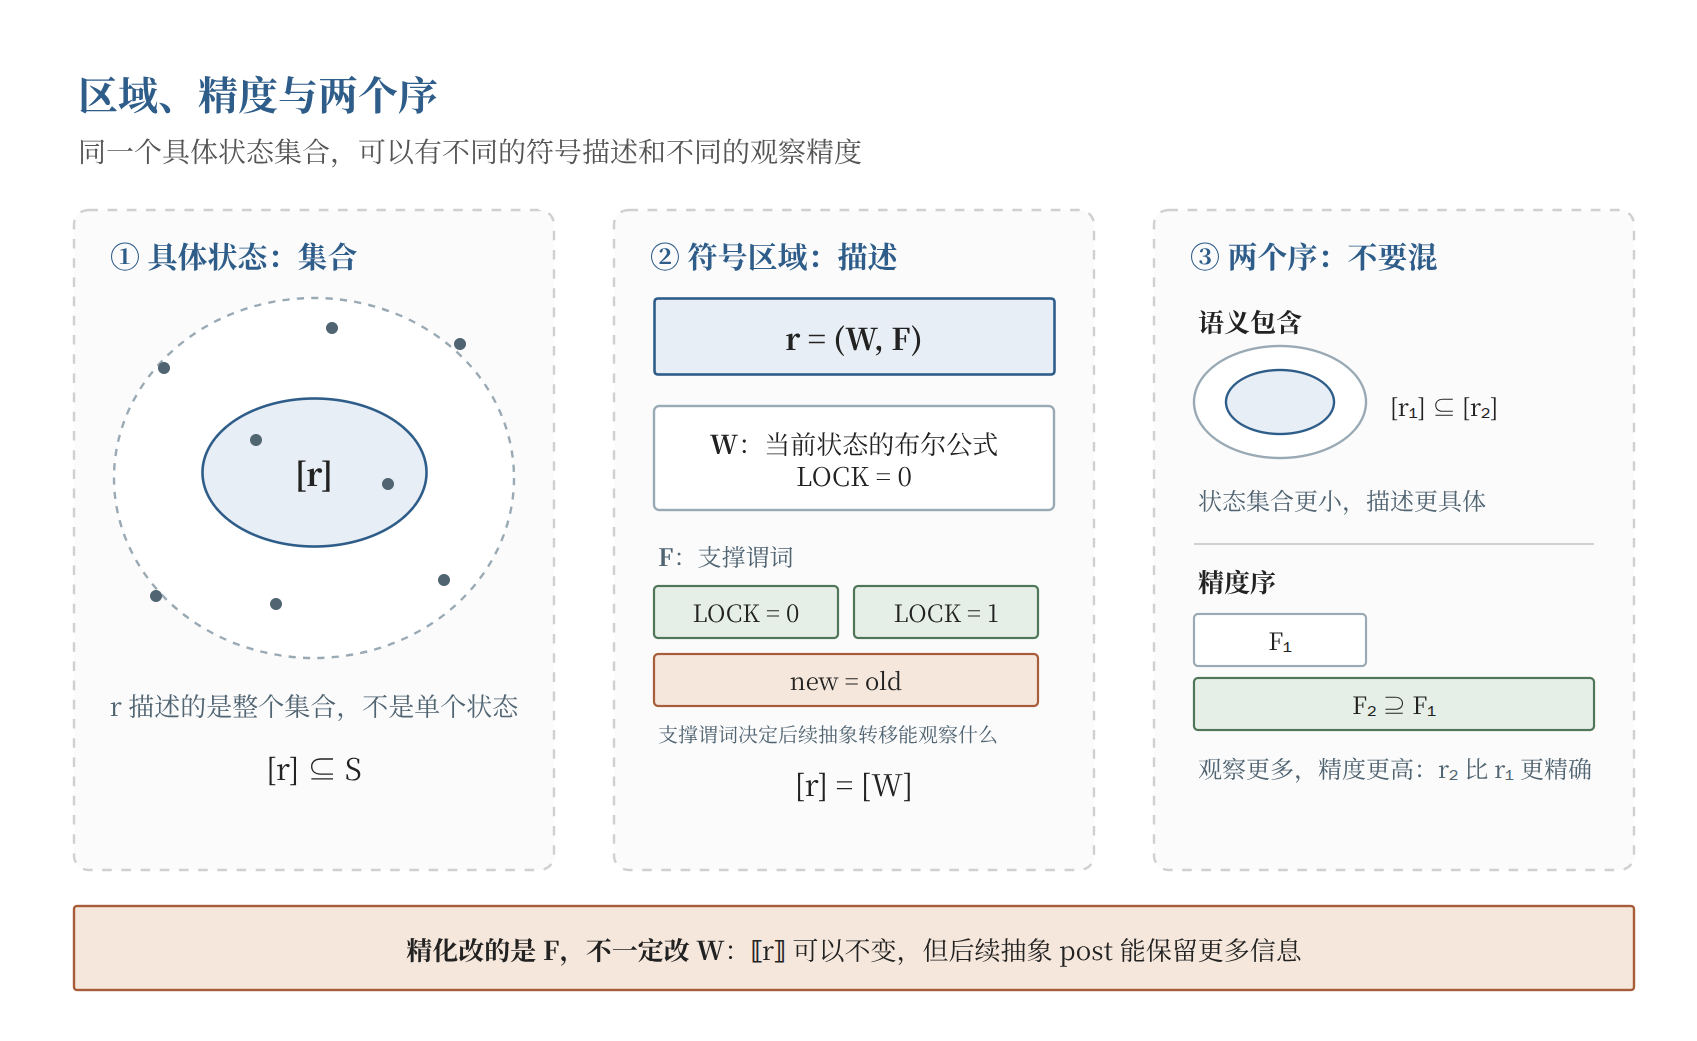 区域、精度与两个序
同一个具体状态集合，可以有不同的符号描述和不同的观察精度
① 具体状态：集合
[r]
r 描述的是整个集合，不是单个状态
[r] ⊆ S
② 符号区域：描述
r = (W, F)
W：当前状态的布尔公式
LOCK = 0
F：支撑谓词
LOCK = 0
LOCK = 1
new = old
支撑谓词决定后续抽象转移能观察什么
[r] = [W]
③ 两个序：不要混
语义包含
[r₁] ⊆ [r₂]
状态集合更小，描述更具体
精度序
F₁
F₂ ⊇ F₁
观察更多，精度更高：r₂ 比 r₁ 更精确
精化改的是 F，不一定改 W：⟦r⟧ 可以不变，但后续抽象 post 能保留更多信息